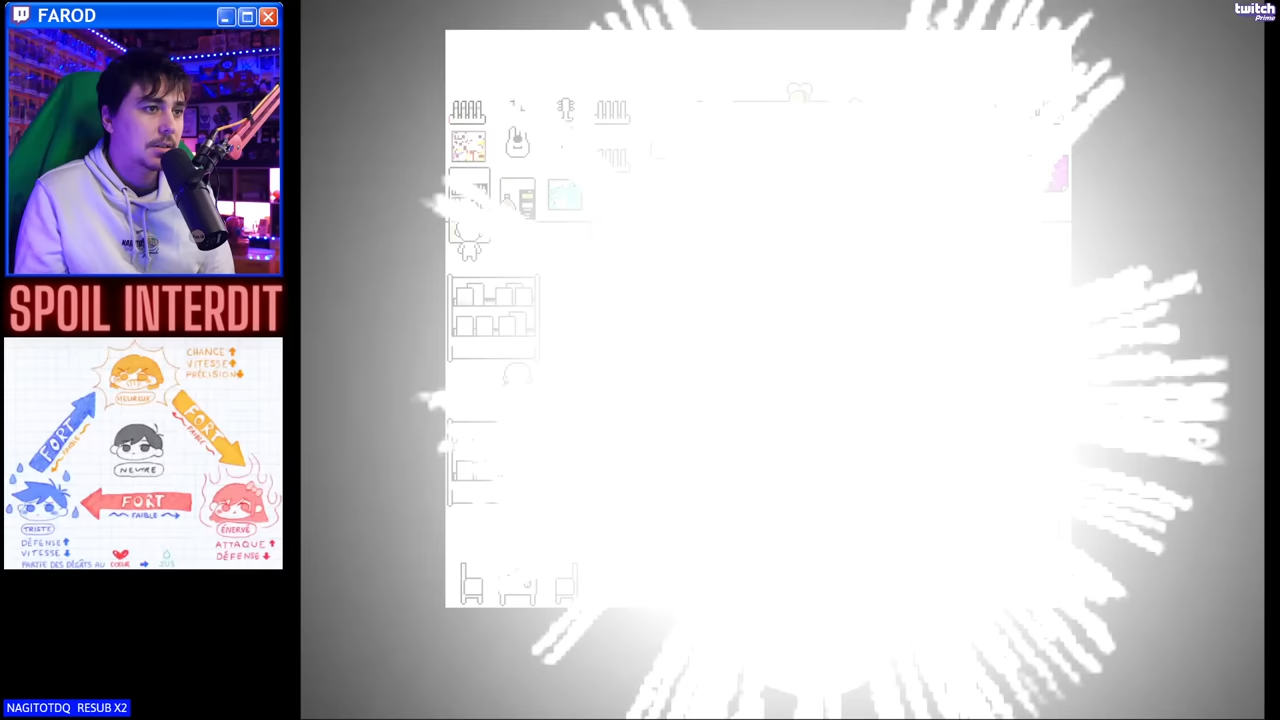 FAROD
twitch
Prime
SPOIL INTERDIT
CHANCE
VITESSE
PRÉCISION
HEUREUX
FORT
FAIBLE
FORT
FAIBLE
NEUTRE
FORT
FAIBLE
TRISTE
ÉNERVÉ
DÉFENSE
VITESSE
PARTIE DES DÉGÂTS AU CŒUR JUS
ATTAQUE
DÉFENSE
NAGITOTDQ RESUB X2